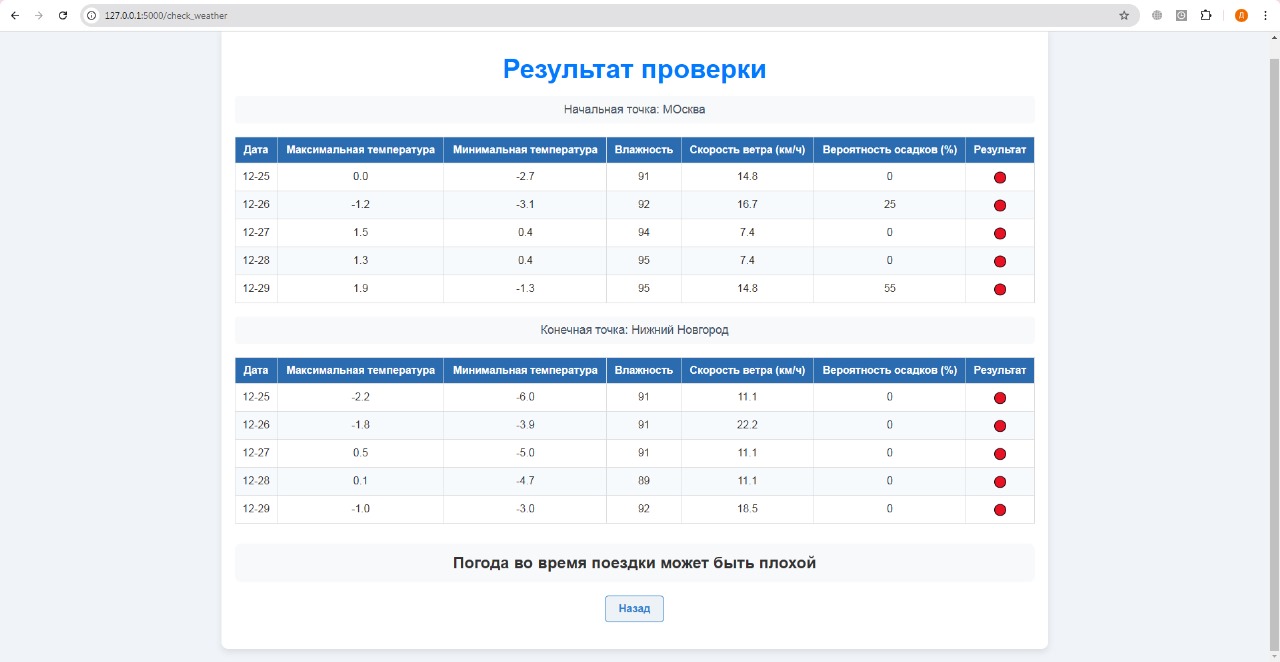 127.0.0.1:5000/check_weather
Результат проверки
Начальная точка: МОсква
Дата Максимальная температура Минимальная температура Влажность Скорость ветра (км/ч) Вероятность осадков (%) Результат
12-25 0.0 -2.7 91 14.8 0
12-26 -1.2 -3.1 92 16.7 25
12-27 1.5 0.4 94 7.4 0
12-28 1.3 0.4 95 7.4 0
12-29 1.9 -1.3 95 14.8 55
Конечная точка: Нижний Новгород
Дата Максимальная температура Минимальная температура Влажность Скорость ветра (км/ч) Вероятность осадков (%) Результат
12-25 -2.2 -6.0 91 11.1 0
12-26 -1.8 -3.9 91 22.2 0
12-27 0.5 -5.0 91 11.1 0
12-28 0.1 -4.7 89 11.1 0
12-29 -1.0 -3.0 92 18.5 0
Погода во время поездки может быть плохой
Назад